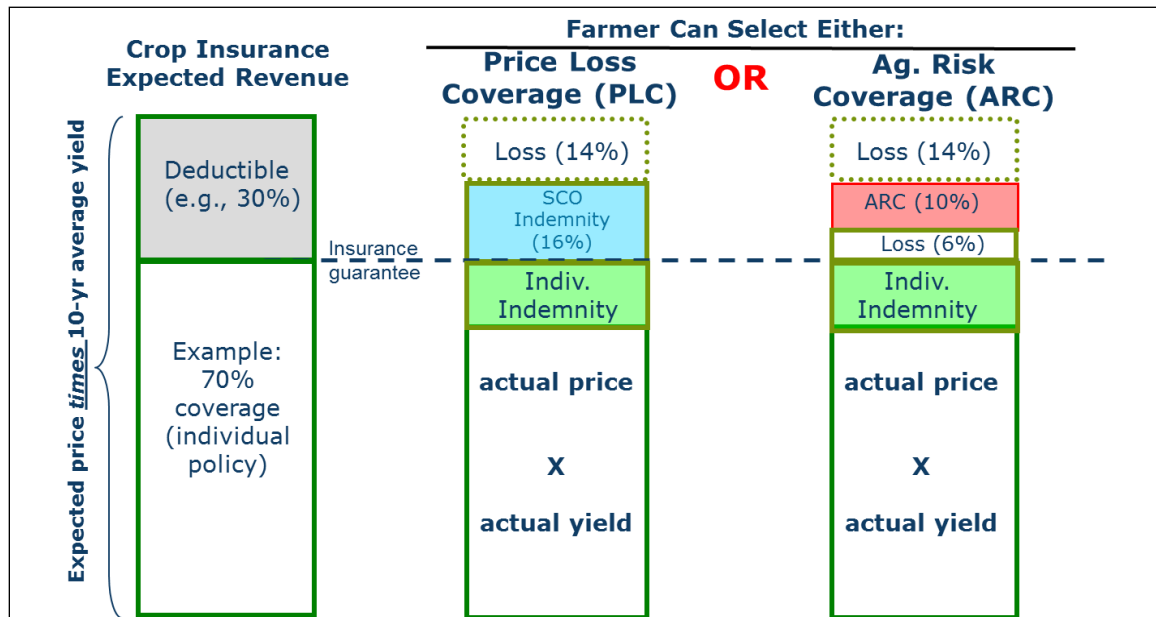 Farmer Can Select Either:
Crop Insurance
Expected Revenue
Price Loss
Coverage (PLC)
OR
Ag. Risk
Coverage (ARC)
Expected price times 10-yr average yield
Deductible
(e.g., 30%)
Example:
70%
coverage
(individual
policy)
Insurance
guarantee
Loss (14%)
SCO
Indemnity
(16%)
Indiv.
Indemnity
actual price
X
actual yield
Loss (14%)
ARC (10%)
Loss (6%)
Indiv.
Indemnity
actual price
X
actual yield